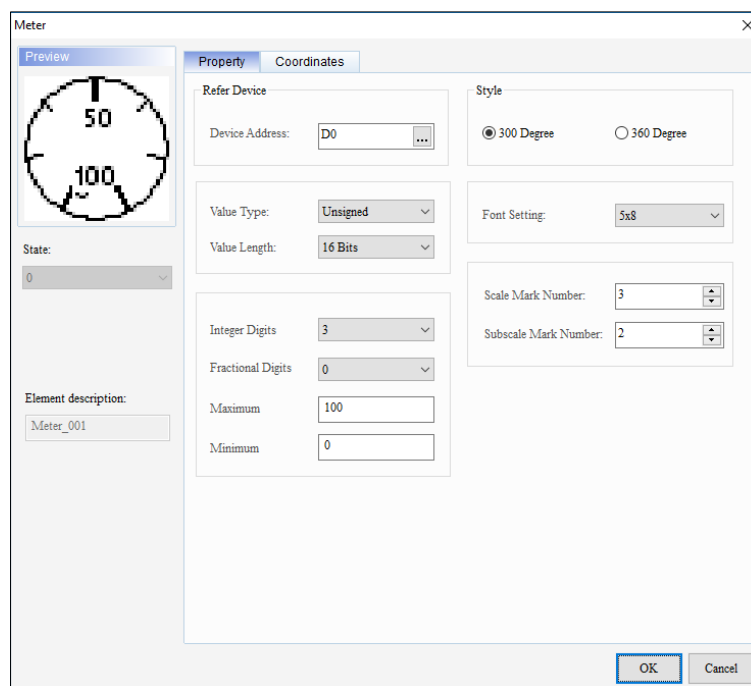 Meter
Preview
50
100
State:
0
Element description:
Meter_001
Property Coordinates
Refer Device
Device Address: D0 ...
Value Type: Unsigned
Value Length: 16 Bits
Integer Digits 3
Fractional Digits 0
Maximum 100
Minimum 0
Style
300 Degree 360 Degree
Font Setting: 5x8
Scale Mark Number: 3
Subscale Mark Number: 2
OK Cancel